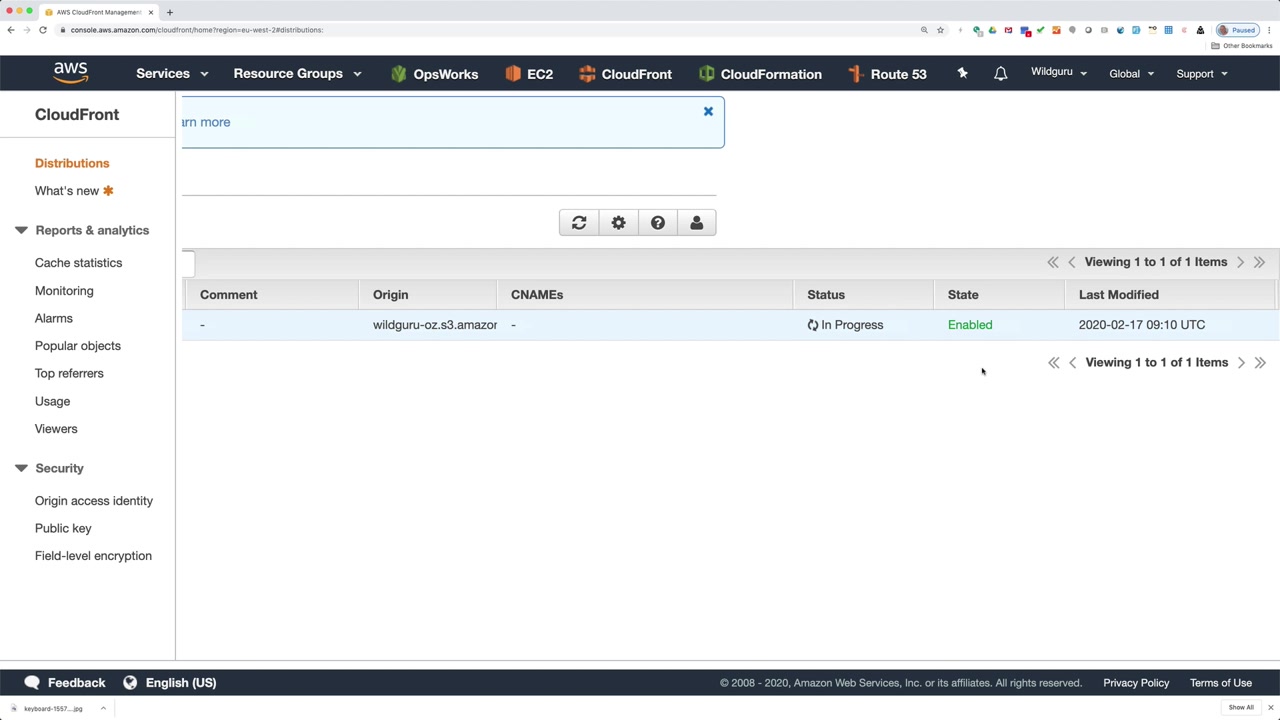 AWS CloudFront Management
console.aws.amazon.com/cloudfront/home?region=eu-west-2#distributions:
Paused
Other Bookmarks
aws
Services
Resource Groups
OpsWorks
EC2
CloudFront
CloudFormation
Route 53
Wildguru
Global
Support
CloudFront
arn more
Distributions
What's new
Reports & analytics
Cache statistics
Monitoring
Alarms
Popular objects
Top referrers
Usage
Viewers
Security
Origin access identity
Public key
Field-level encryption
Viewing 1 to 1 of 1 Items
Comment Origin CNAMEs Status State Last Modified
- wildguru-oz.s3.amazor - In Progress Enabled 2020-02-17 09:10 UTC
Viewing 1 to 1 of 1 Items
Feedback
English (US)
© 2008 - 2020, Amazon Web Services, Inc. or its affiliates. All rights reserved.
Privacy Policy
Terms of Use
keyboard-1557....jpg
Show All